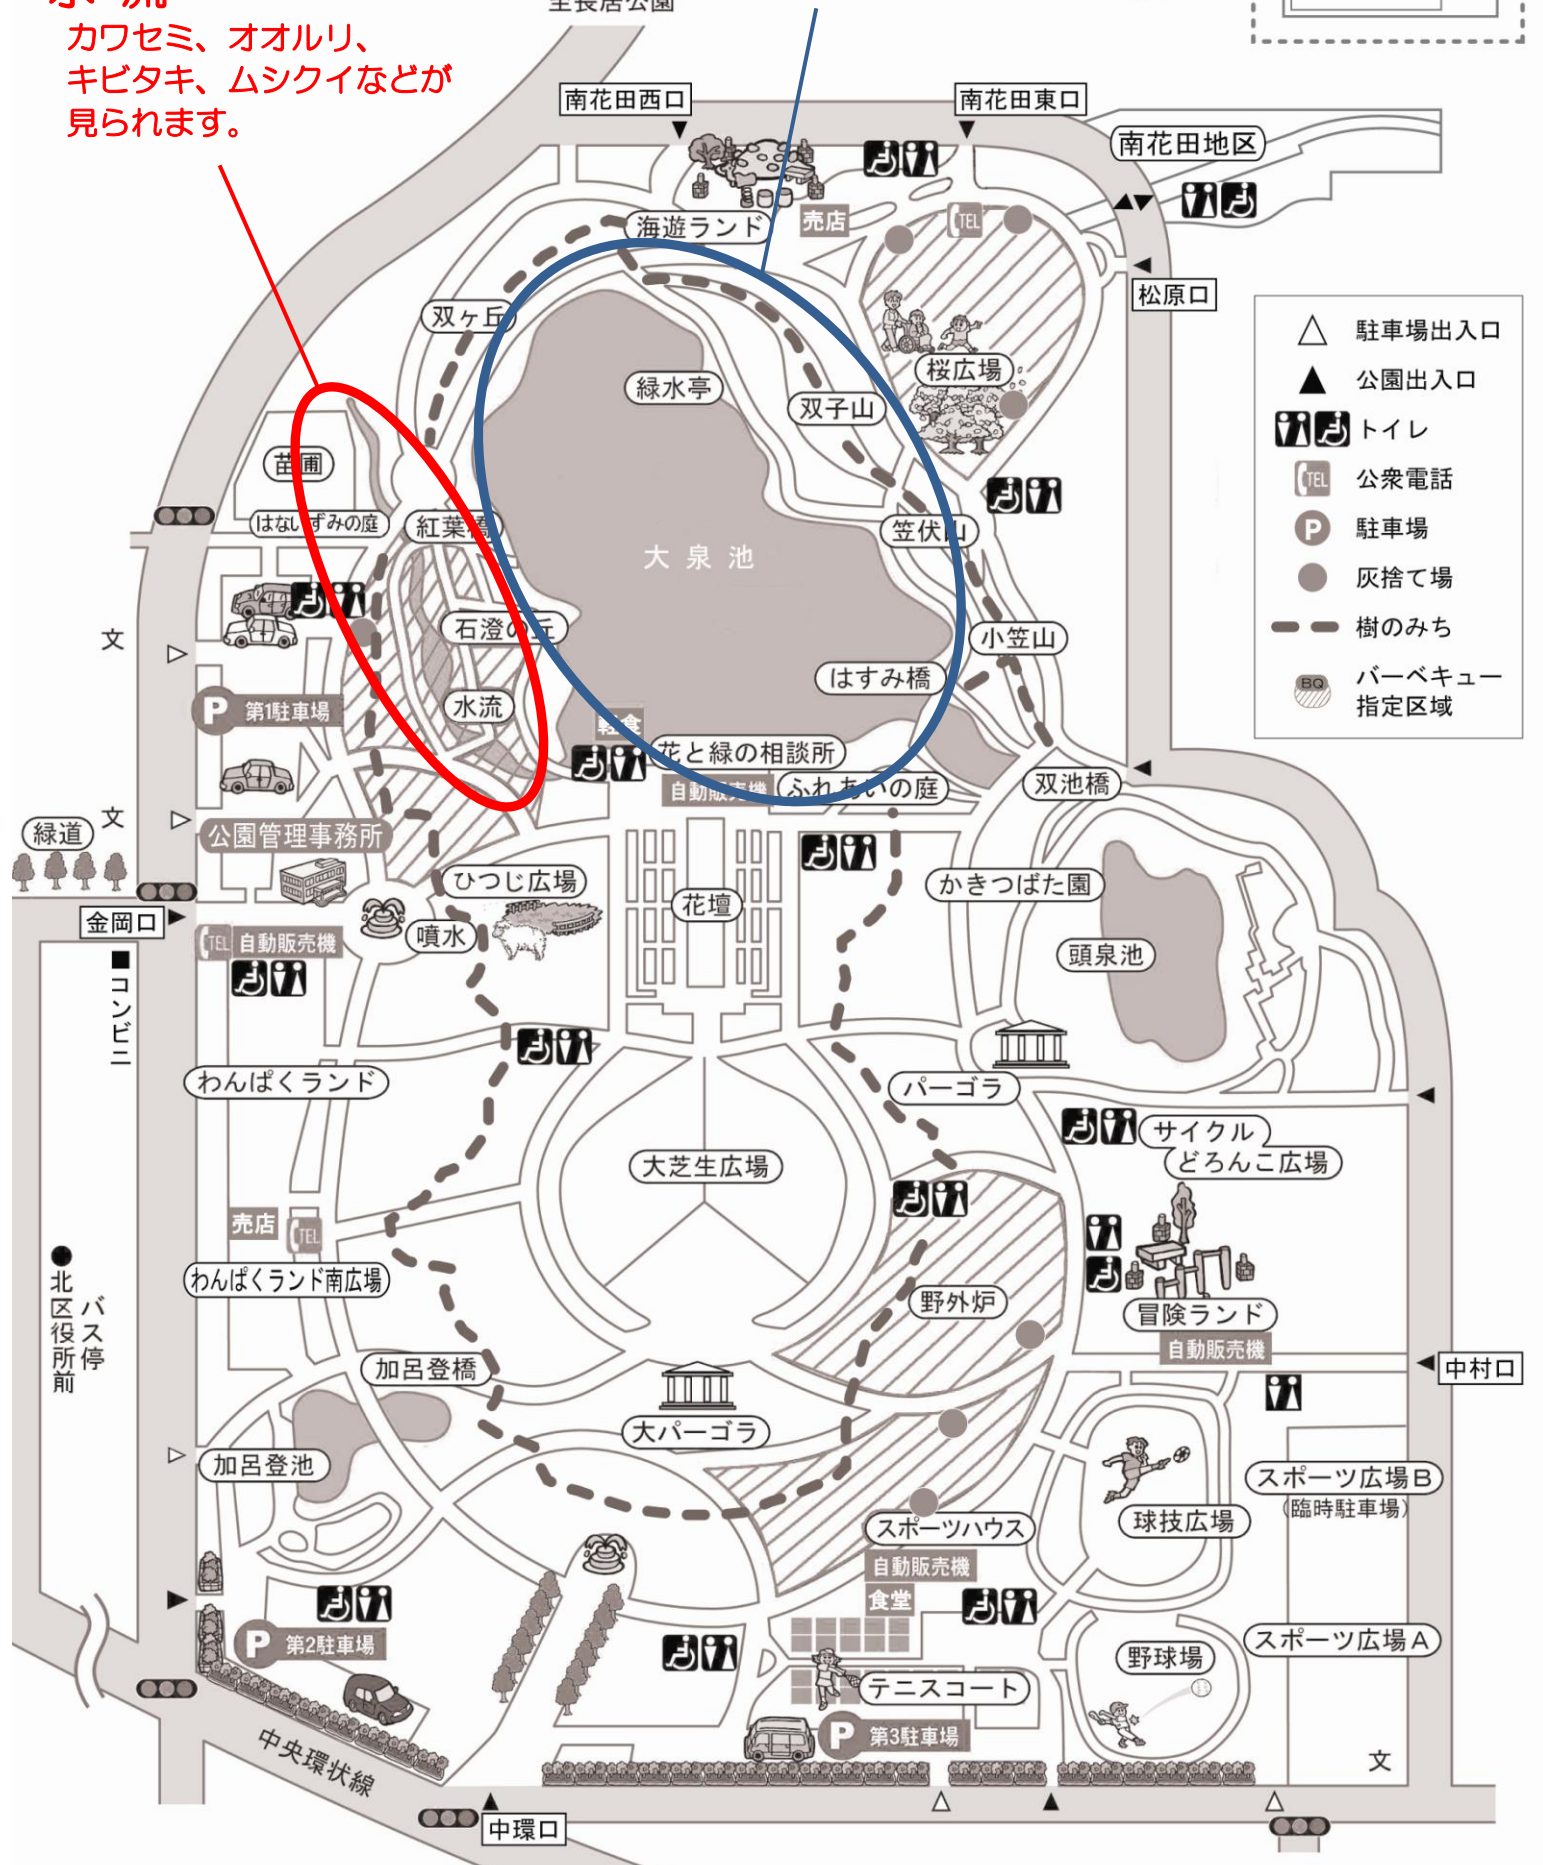 水 流
カワセミ、オオルリ、
キビタキ、ムシクイなどが
見られます。
至長居公園
南花田西口
南花田東口
南花田地区
海遊ランド
売店
TEL
松原口
双ヶ丘
緑水亭
双子山
桜広場
駐車場出入口
公園出入口
トイレ
TEL
公衆電話
P
駐車場
灰捨て場
樹のみち
BQ
バーベキュー
指定区域
苗圃
はないずみの庭
紅葉橋
大泉池
笠伏山
石澄の丘
小笠山
はすみ橋
文
P
第1駐車場
水流
軽食
花と緑の相談所
自動販売機
ふれあいの庭
双池橋
緑道
文
公園管理事務所
ひつじ広場
花壇
かきつばた園
金岡口
噴水
TEL
自動販売機
頭泉池
コンビニ
わんぱくランド
パーゴラ
サイクル
どろんこ広場
大芝生広場
売店
TEL
わんぱくランド南広場
バス停
北区役所前
野外炉
冒険ランド
自動販売機
中村口
加呂登橋
大パーゴラ
加呂登池
スポーツ広場B
(臨時駐車場)
球技広場
スポーツハウス
自動販売機
食堂
P
第2駐車場
スポーツ広場A
野球場
テニスコート
P
第3駐車場
中央環状線
文
中環口